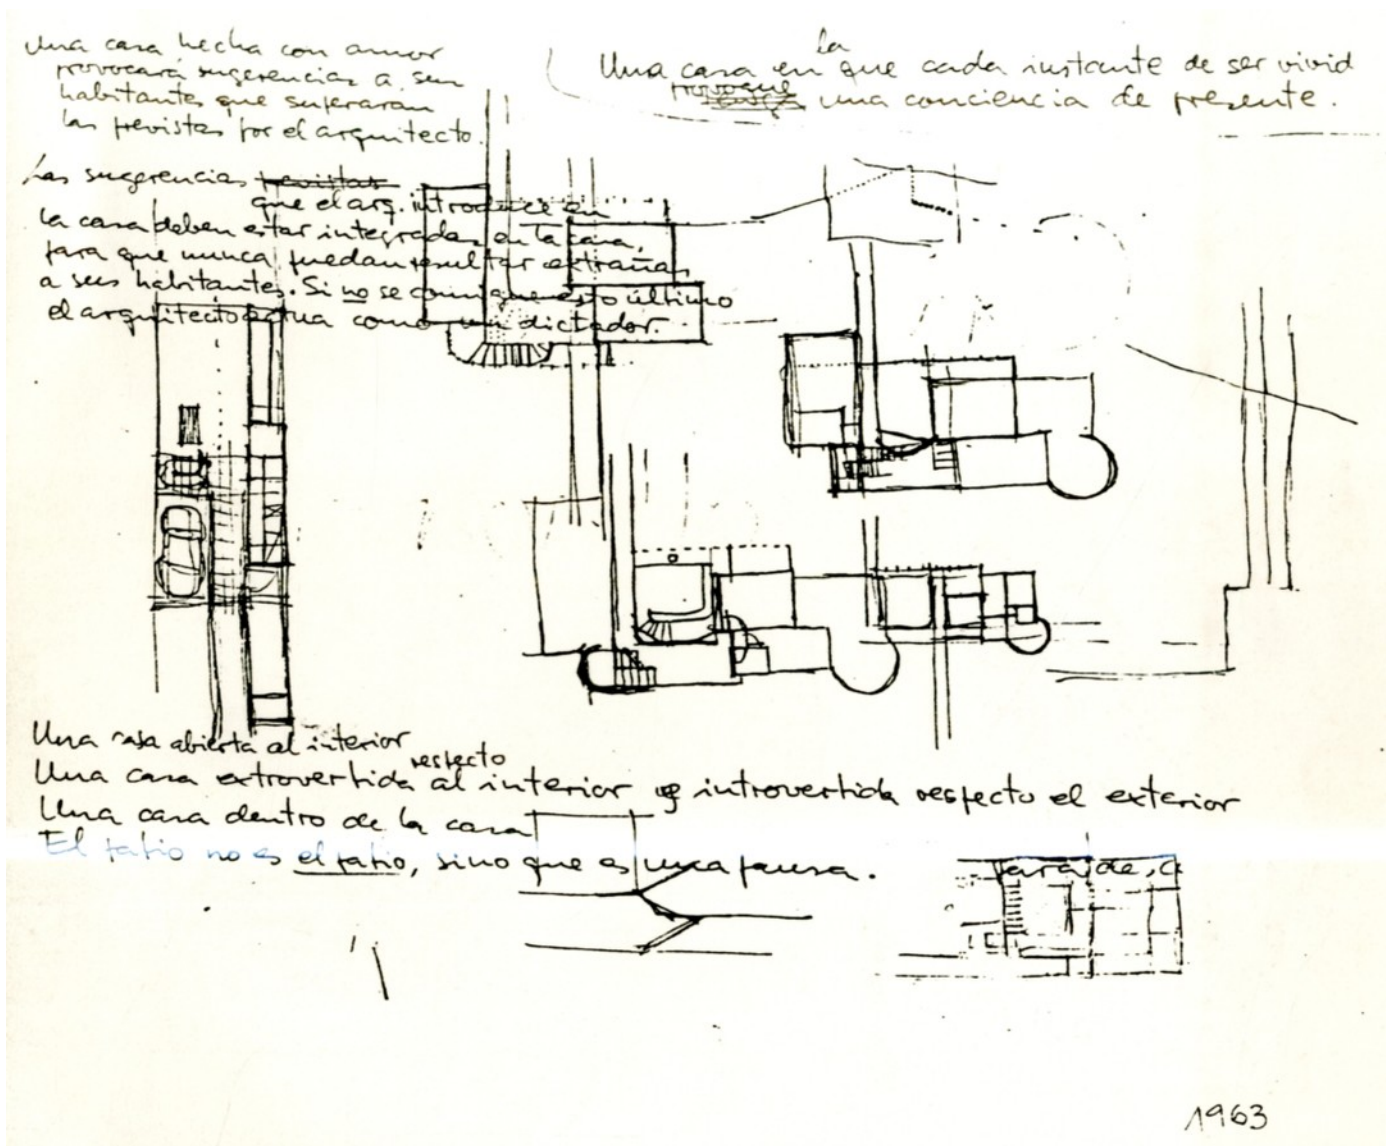 Una casa hecha con amor
provocará sugerencias a sus
habitantes que superaran
las previstas por el arquitecto.
la
Una casa en que cada instante de ser vivid
provoque
una conciencia de presente.
Las sugerencias previstas
que el arq. introduce en
la casa deben estar integradas en la casa,
para que nunca puedan resultar extrañas
a sus habitantes. Si no se consigue esto último
el arquitecto actua como un dictador.
Una casa abierta al interior
respecto
Una casa extrovertida al interior e introvertida respecto el exterior
Una casa dentro de la casa
El patio no es el patio, sino que es una pausa.
1963